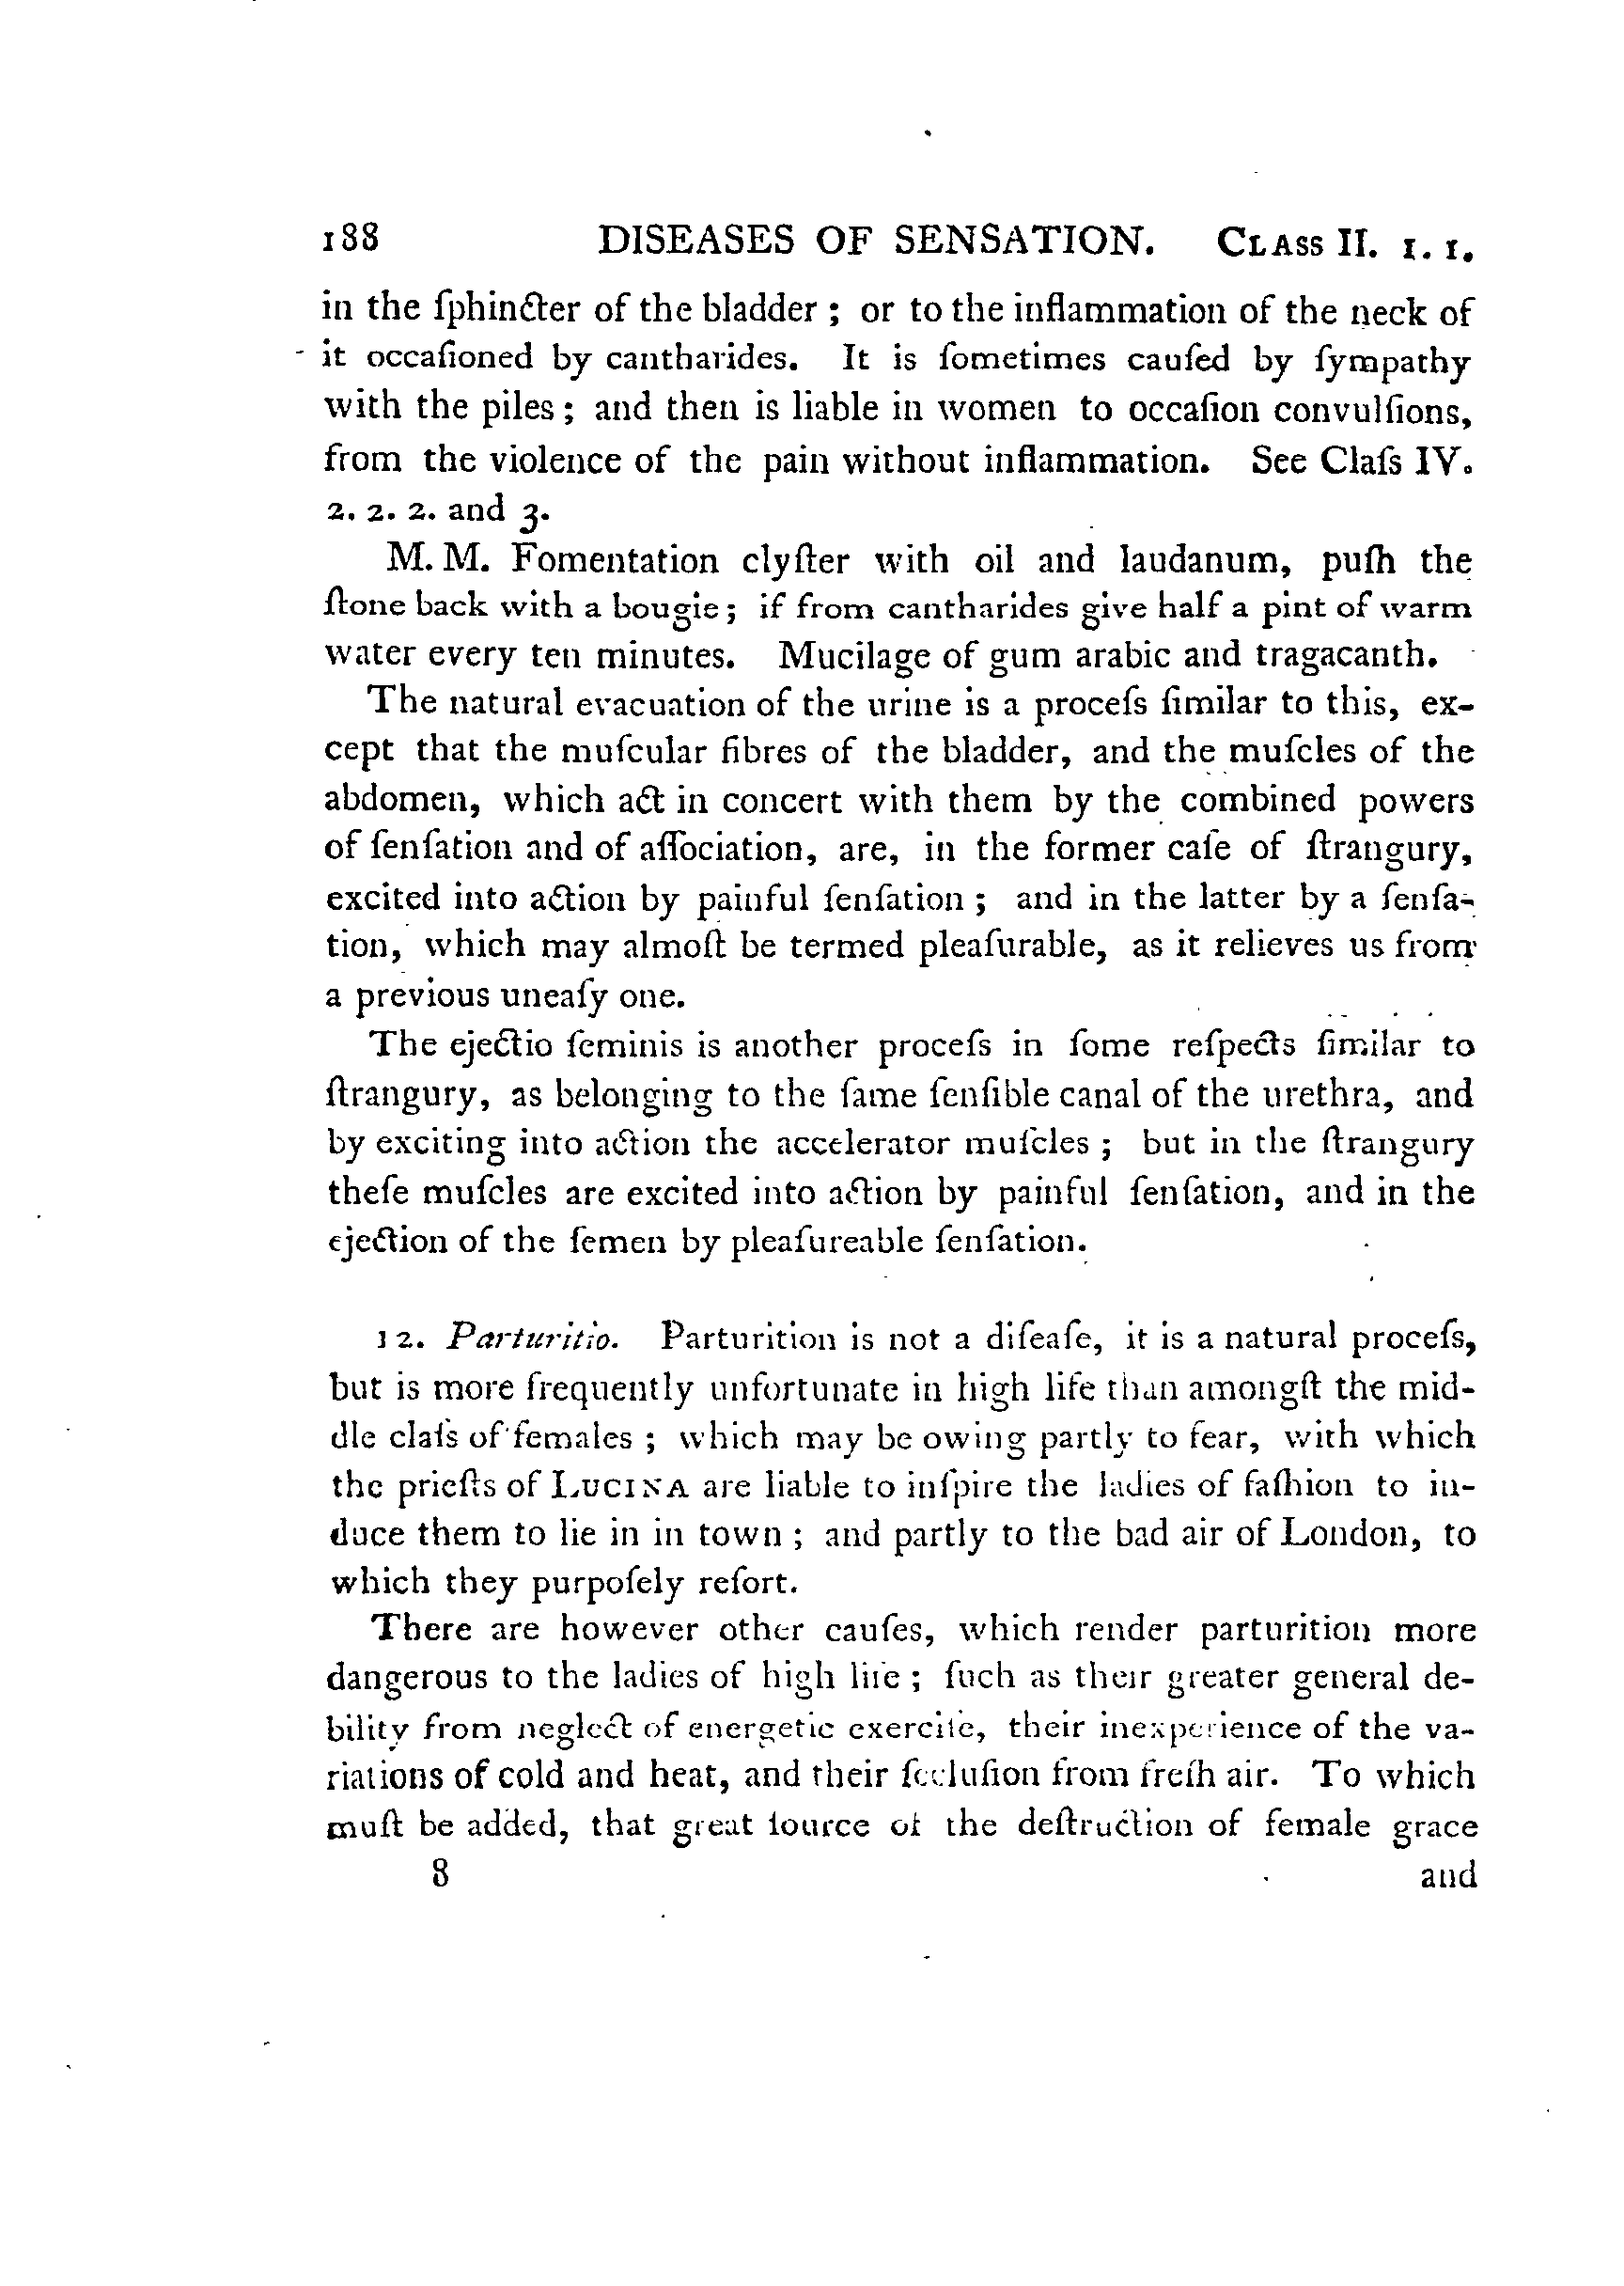 188 DISEASES OF SENSATION. CLASS II. 1. 1.
in the ſphincter of the bladder ; or to the inflammation of the neck of
it occaſioned by cantharides. It is ſometimes cauſed by ſympathy
with the piles ; and then is liable in women to occaſion convulſions,
from the violence of the pain without inflammation. See Claſs IV.
2. 2. 2. and 3.
M. M. Fomentation clyſter with oil and laudanum, puſh the
ſtone back with a bougie ; if from cantharides give half a pint of warm
water every ten minutes. Mucilage of gum arabic and tragacanth.
The natural evacuation of the urine is a proceſs ſimilar to this, ex-
cept that the muſcular fibres of the bladder, and the muſcles of the
abdomen, which act in concert with them by the combined powers
of ſenſation and of aſſociation, are, in the former caſe of ſtrangury,
excited into action by painful ſenſation ; and in the latter by a ſenſa-
tion, which may almoſt be termed pleaſurable, as it relieves us from
a previous uneaſy one.
The ejectio ſeminis is another proceſs in ſome reſpects ſimilar to
ſtrangury, as belonging to the ſame ſenſible canal of the urethra, and
by exciting into action the accelerator muſcles ; but in the ſtrangury
theſe muſcles are excited into action by painful ſenſation, and in the
ejection of the ſemen by pleaſureable ſenſation.
12. Parturitio. Parturition is not a diſeaſe, it is a natural proceſs,
but is more frequently unfortunate in high life than amongſt the mid-
dle claſs of females ; which may be owing partly to fear, with which
the prieſts of LUCINA are liable to inſpire the ladies of faſhion to in-
duce them to lie in in town ; and partly to the bad air of London, to
which they purpoſely reſort.
There are however other cauſes, which render parturition more
dangerous to the ladies of high life ; ſuch as their greater general de-
bility from neglect of energetic exerciſe, their inexperience of the va-
riations of cold and heat, and their ſecluſion from freſh air. To which
muſt be added, that great ſource of the deſtruction of female grace
8 and